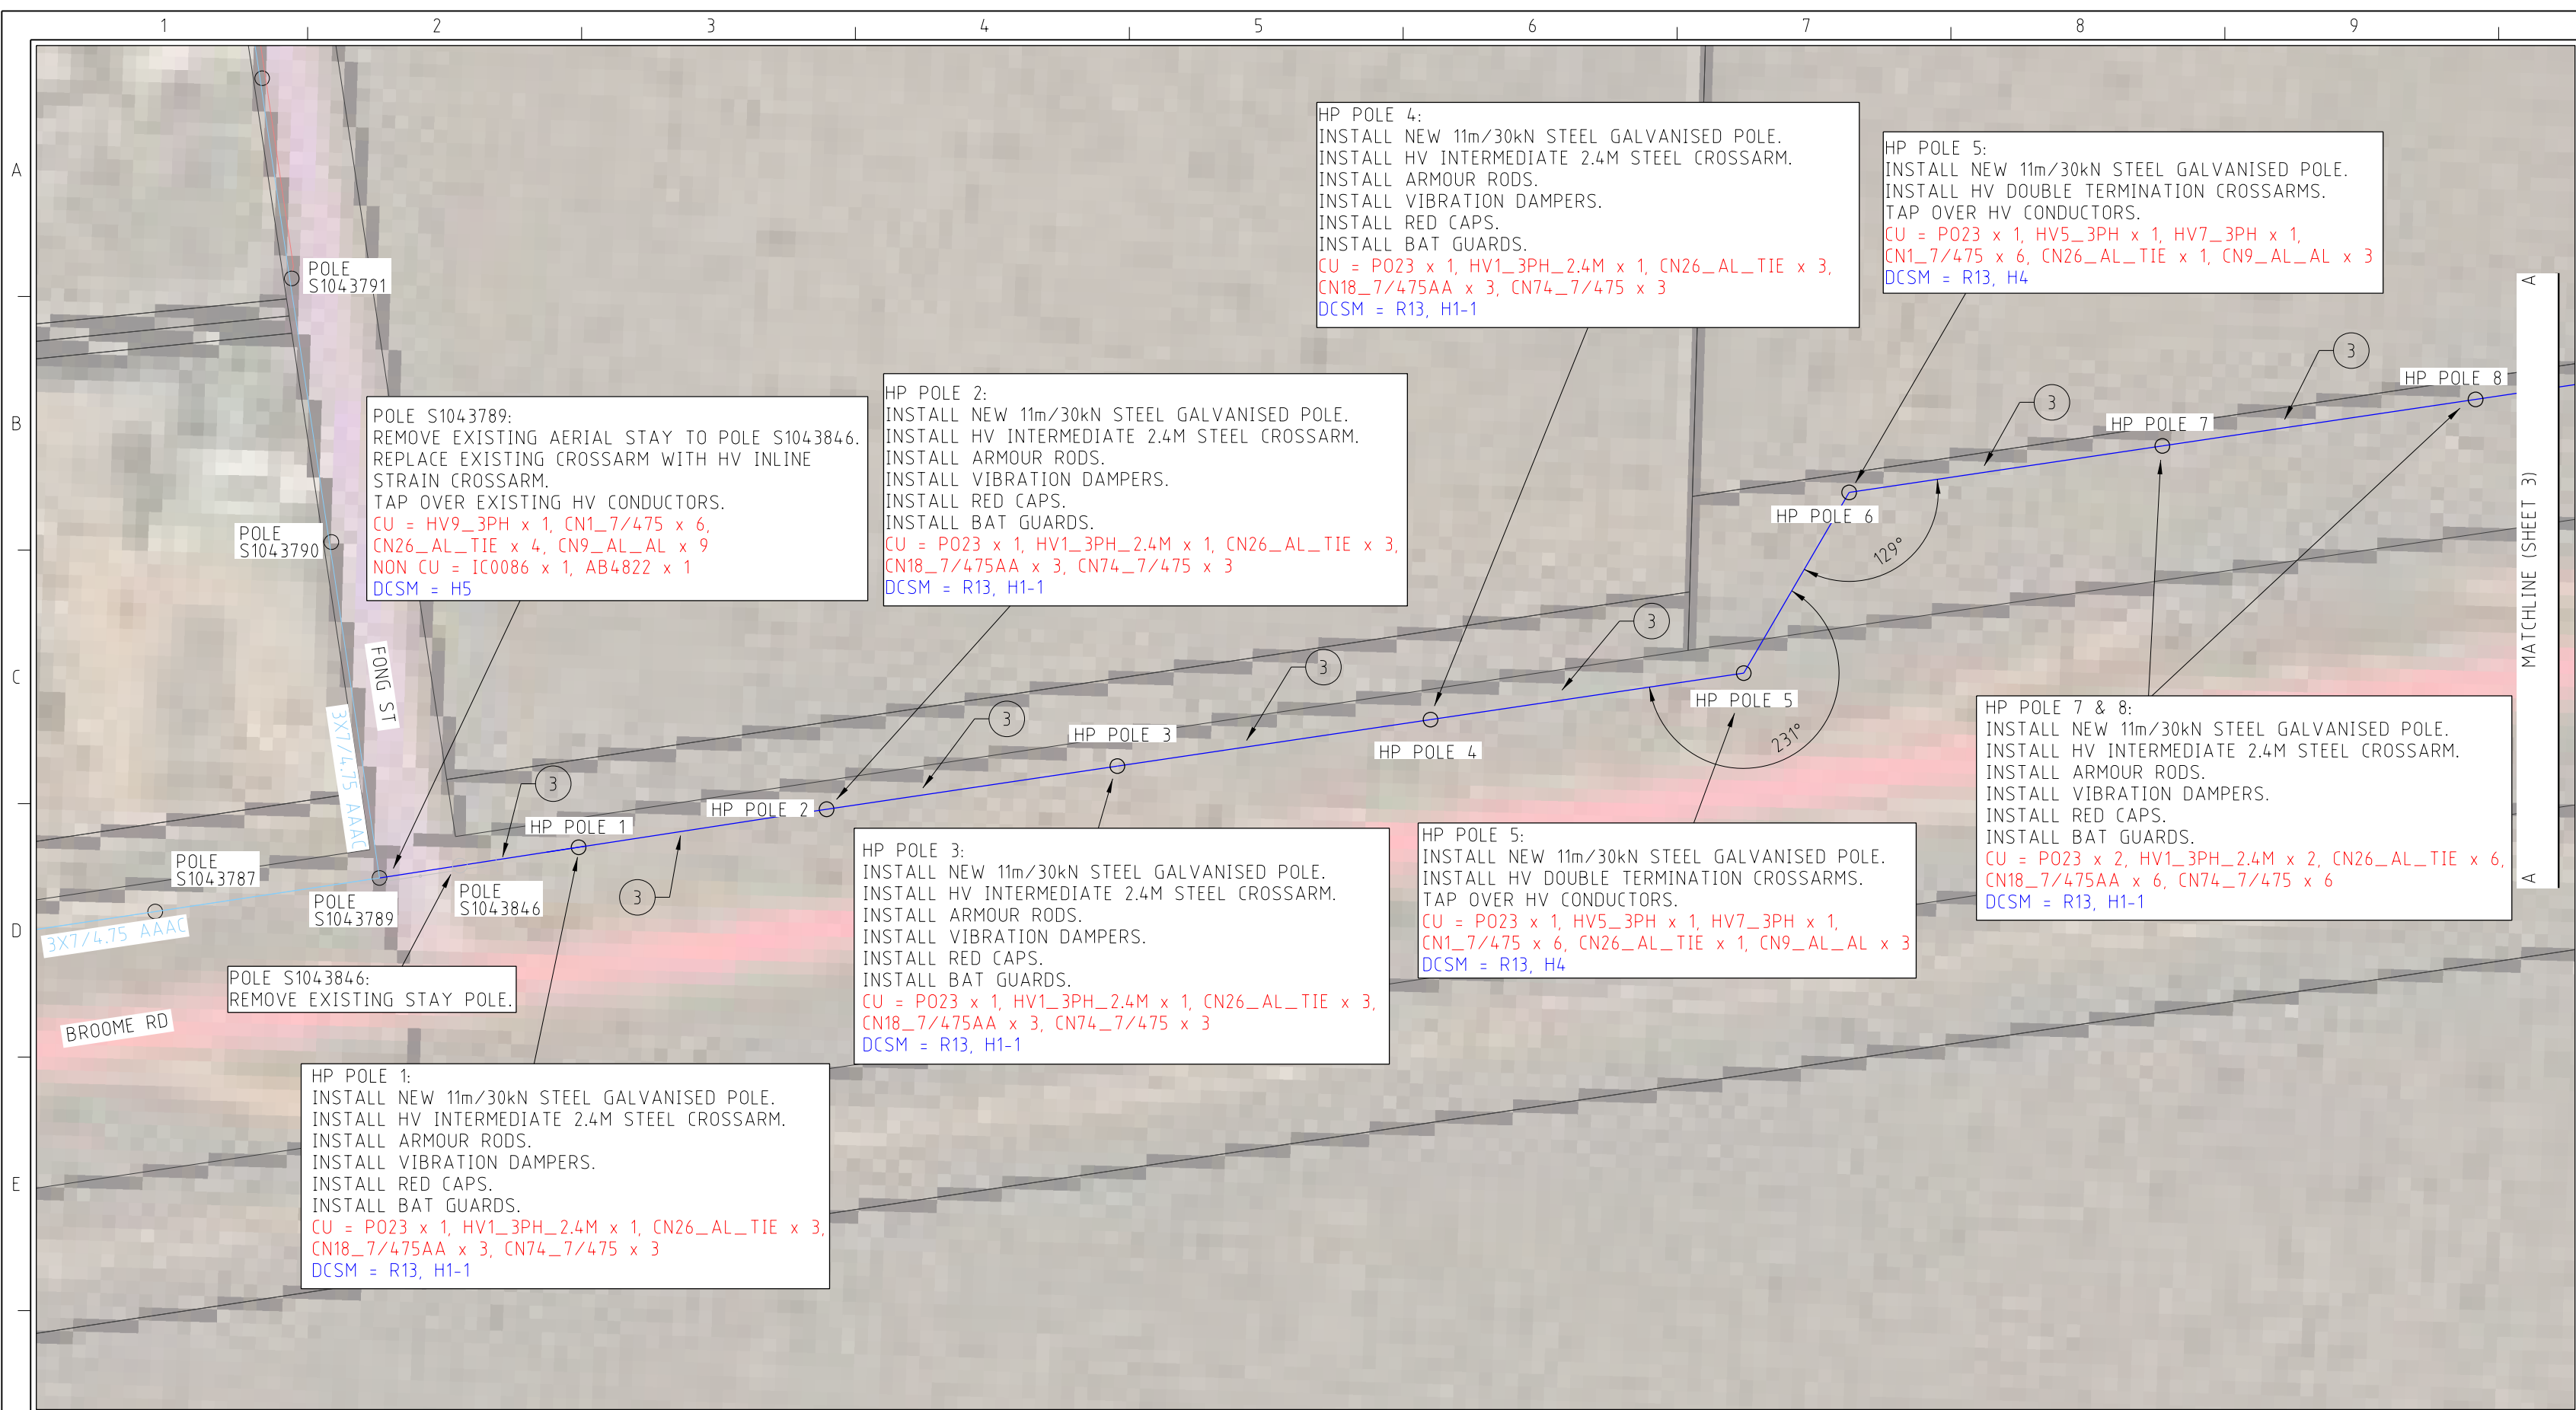 1 2 3 4 5 6 7 8 9
A
B
C
D
E
HP POLE 4:
INSTALL NEW 11m/30kN STEEL GALVANISED POLE.
INSTALL HV INTERMEDIATE 2.4M STEEL CROSSARM.
INSTALL ARMOUR RODS.
INSTALL VIBRATION DAMPERS.
INSTALL RED CAPS.
INSTALL BAT GUARDS.
CU = PO23 x 1, HV1_3PH_2.4M x 1, CN26_AL_TIE x 3,
CN18_7/475AA x 3, CN74_7/475 x 3
DCSM = R13, H1-1
HP POLE 5:
INSTALL NEW 11m/30kN STEEL GALVANISED POLE.
INSTALL HV DOUBLE TERMINATION CROSSARMS.
TAP OVER HV CONDUCTORS.
CU = PO23 x 1, HV5_3PH x 1, HV7_3PH x 1,
CN1_7/475 x 6, CN26_AL_TIE x 1, CN9_AL_AL x 3
DCSM = R13, H4
POLE
S1043791
POLE S1043789:
REMOVE EXISTING AERIAL STAY TO POLE S1043846.
REPLACE EXISTING CROSSARM WITH HV INLINE
STRAIN CROSSARM.
TAP OVER EXISTING HV CONDUCTORS.
CU = HV9_3PH x 1, CN1_7/475 x 6,
CN26_AL_TIE x 4, CN9_AL_AL x 9
NON CU = IC0086 x 1, AB4822 x 1
DCSM = H5
HP POLE 2:
INSTALL NEW 11m/30kN STEEL GALVANISED POLE.
INSTALL HV INTERMEDIATE 2.4M STEEL CROSSARM.
INSTALL ARMOUR RODS.
INSTALL VIBRATION DAMPERS.
INSTALL RED CAPS.
INSTALL BAT GUARDS.
CU = PO23 x 1, HV1_3PH_2.4M x 1, CN26_AL_TIE x 3,
CN18_7/475AA x 3, CN74_7/475 x 3
DCSM = R13, H1-1
3
HP POLE 8
3
HP POLE 7
HP POLE 6
129°
A
MATCHLINE (SHEET 3)
A
POLE
S1043790
FONG ST
3X7/4.75 AAAC
3
3
3
HP POLE 3
HP POLE 4
HP POLE 5
231°
HP POLE 7 & 8:
INSTALL NEW 11m/30kN STEEL GALVANISED POLE.
INSTALL HV INTERMEDIATE 2.4M STEEL CROSSARM.
INSTALL ARMOUR RODS.
INSTALL VIBRATION DAMPERS.
INSTALL RED CAPS.
INSTALL BAT GUARDS.
CU = PO23 x 2, HV1_3PH_2.4M x 2, CN26_AL_TIE x 6,
CN18_7/475AA x 6, CN74_7/475 x 6
DCSM = R13, H1-1
3
HP POLE 1
HP POLE 2
3
POLE
S1043787
POLE
S1043789
POLE
S1043846
3X7/4.75 AAAC
HP POLE 3:
INSTALL NEW 11m/30kN STEEL GALVANISED POLE.
INSTALL HV INTERMEDIATE 2.4M STEEL CROSSARM.
INSTALL ARMOUR RODS.
INSTALL VIBRATION DAMPERS.
INSTALL RED CAPS.
INSTALL BAT GUARDS.
CU = PO23 x 1, HV1_3PH_2.4M x 1, CN26_AL_TIE x 3,
CN18_7/475AA x 3, CN74_7/475 x 3
DCSM = R13, H1-1
HP POLE 5:
INSTALL NEW 11m/30kN STEEL GALVANISED POLE.
INSTALL HV DOUBLE TERMINATION CROSSARMS.
TAP OVER HV CONDUCTORS.
CU = PO23 x 1, HV5_3PH x 1, HV7_3PH x 1,
CN1_7/475 x 6, CN26_AL_TIE x 1, CN9_AL_AL x 3
DCSM = R13, H4
POLE S1043846:
REMOVE EXISTING STAY POLE.
BROOME RD
HP POLE 1:
INSTALL NEW 11m/30kN STEEL GALVANISED POLE.
INSTALL HV INTERMEDIATE 2.4M STEEL CROSSARM.
INSTALL ARMOUR RODS.
INSTALL VIBRATION DAMPERS.
INSTALL RED CAPS.
INSTALL BAT GUARDS.
CU = PO23 x 1, HV1_3PH_2.4M x 1, CN26_AL_TIE x 3,
CN18_7/475AA x 3, CN74_7/475 x 3
DCSM = R13, H1-1